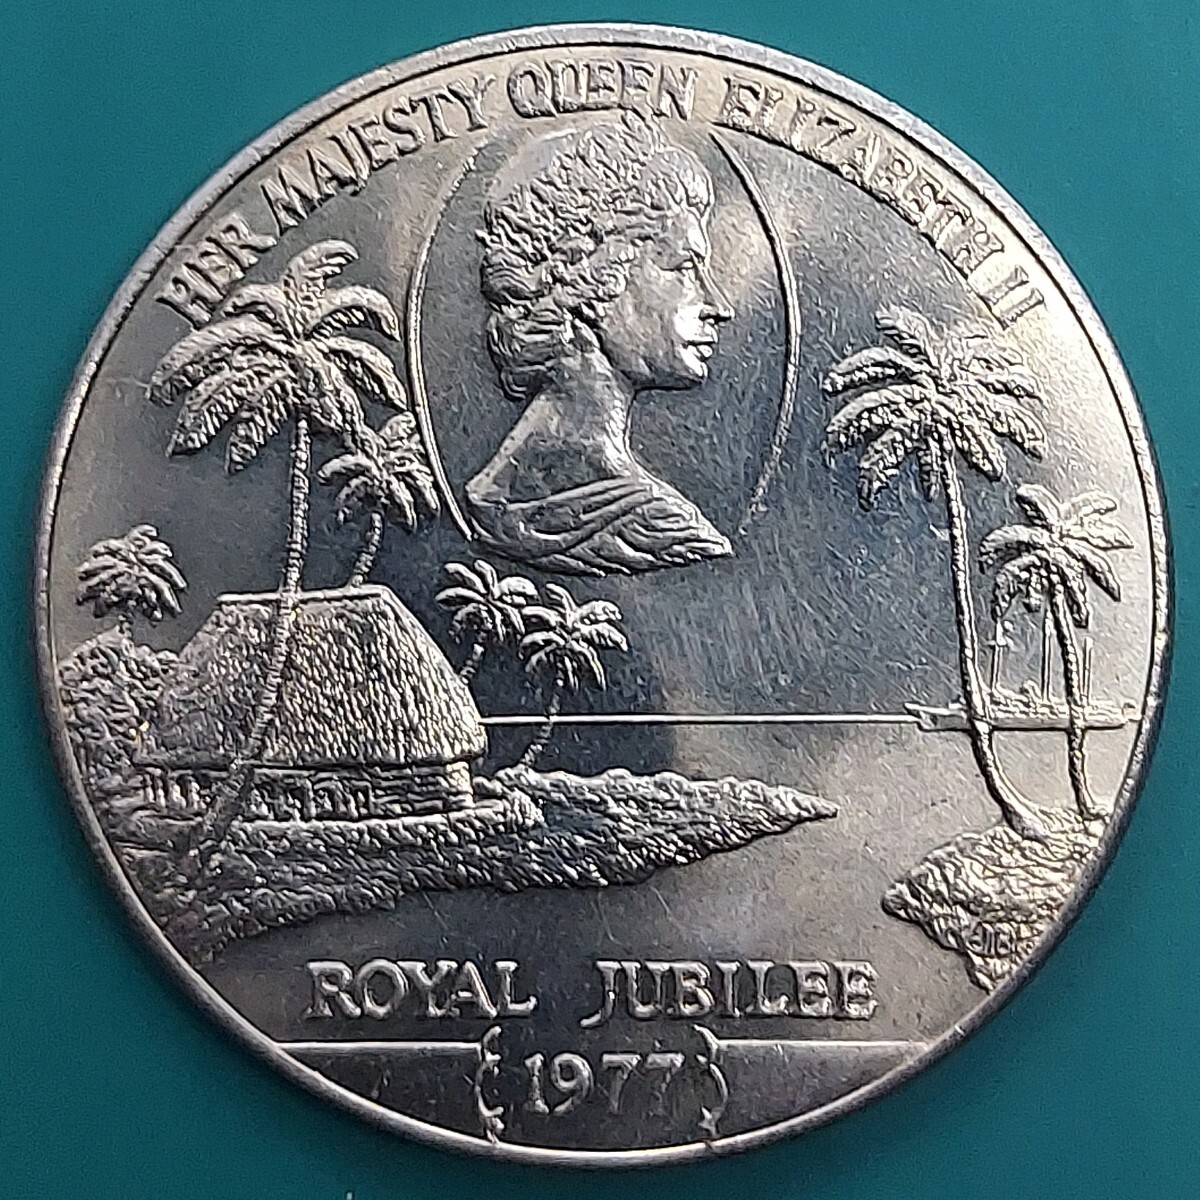 HER MAJESTY QUEEN ELIZABETH II
ROYAL JUBILEE
1977